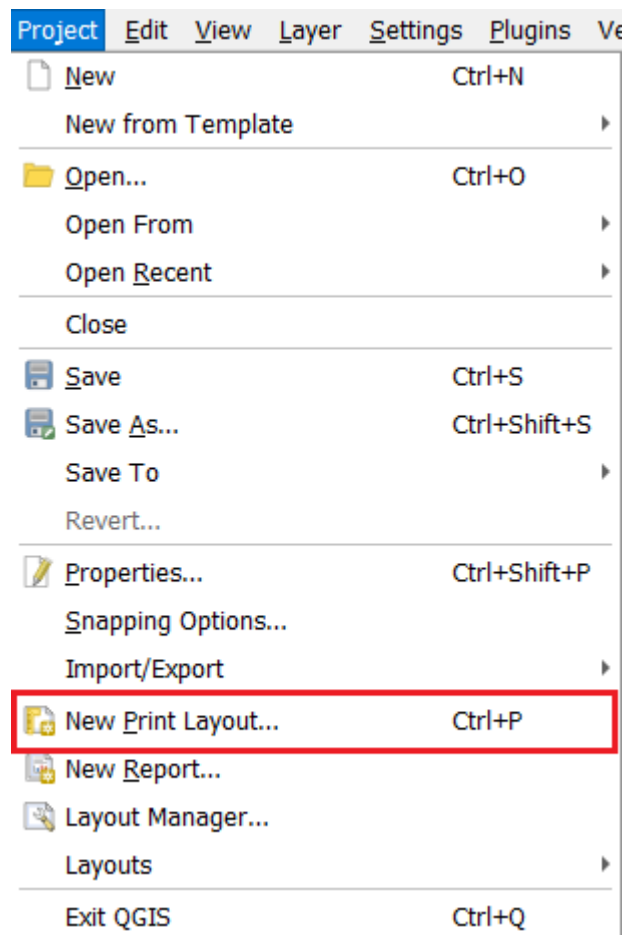 Project Edit View Layer Settings Plugins Ve
New Ctrl+N
New from Template
Open... Ctrl+O
Open From
Open Recent
Close
Save Ctrl+S
Save As... Ctrl+Shift+S
Save To
Revert...
Properties... Ctrl+Shift+P
Snapping Options...
Import/Export
New Print Layout... Ctrl+P
New Report...
Layout Manager...
Layouts
Exit QGIS Ctrl+Q